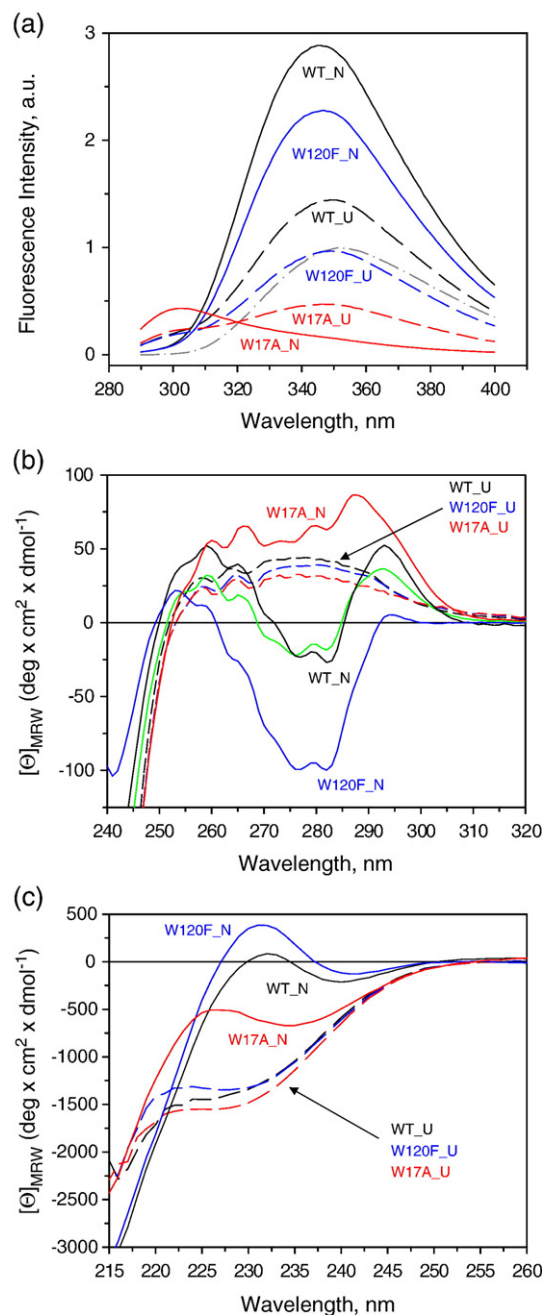 (a)
Fluorescence Intensity, a.u.
3
2
1
0
WT_N
W120F_N
WT_U
W120F_U
W17A_U
W17A_N
280 300 320 340 360 380 400
Wavelength, nm
(b)
[Θ]MRW (deg x cm2 x dmol-1)
100
50
0
-50
-100
W17A_N
WT_U
W120F_U
W17A_U
WT_N
W120F_N
240 250 260 270 280 290 300 310 320
Wavelength, nm
(c)
[Θ]MRW (deg x cm2 x dmol-1)
500
0
-500
-1000
-1500
-2000
-2500
-3000
W120F_N
WT_N
W17A_N
WT_U
W120F_U
W17A_U
215 220 225 230 235 240 245 250 255 260
Wavelength, nm